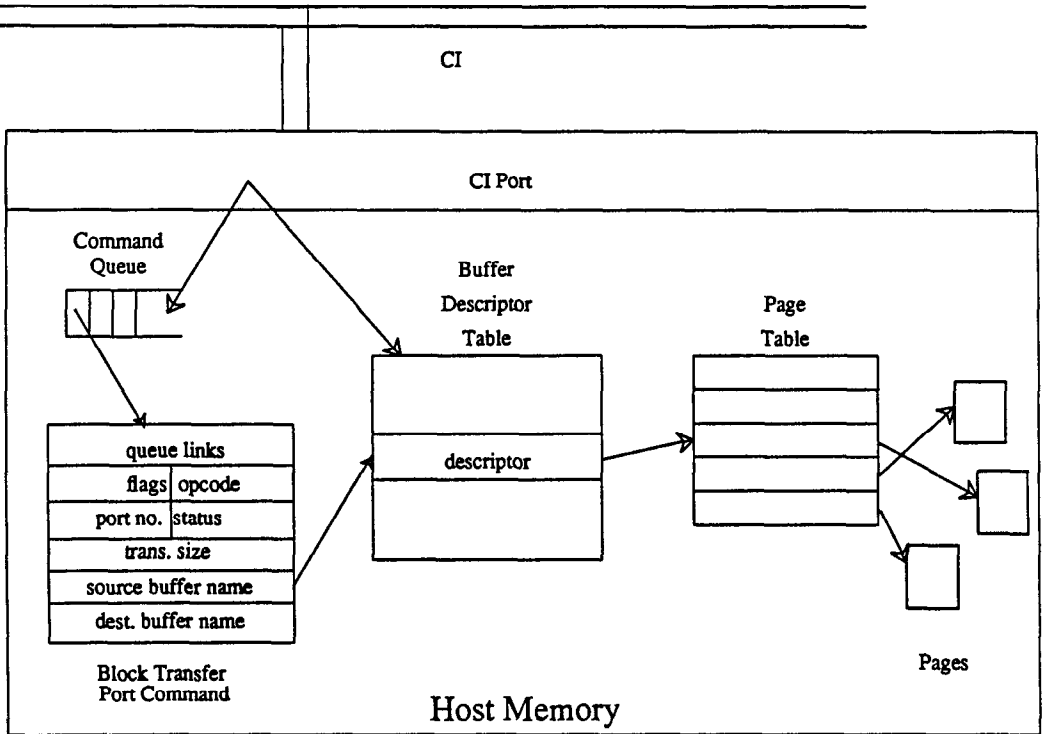 CI
CI Port
Command
Queue
Buffer
Descriptor
Table
Page
Table
queue links
flags opcode
port no. status
trans. size
source buffer name
dest. buffer name
descriptor
Block Transfer
Port Command
Pages
Host Memory